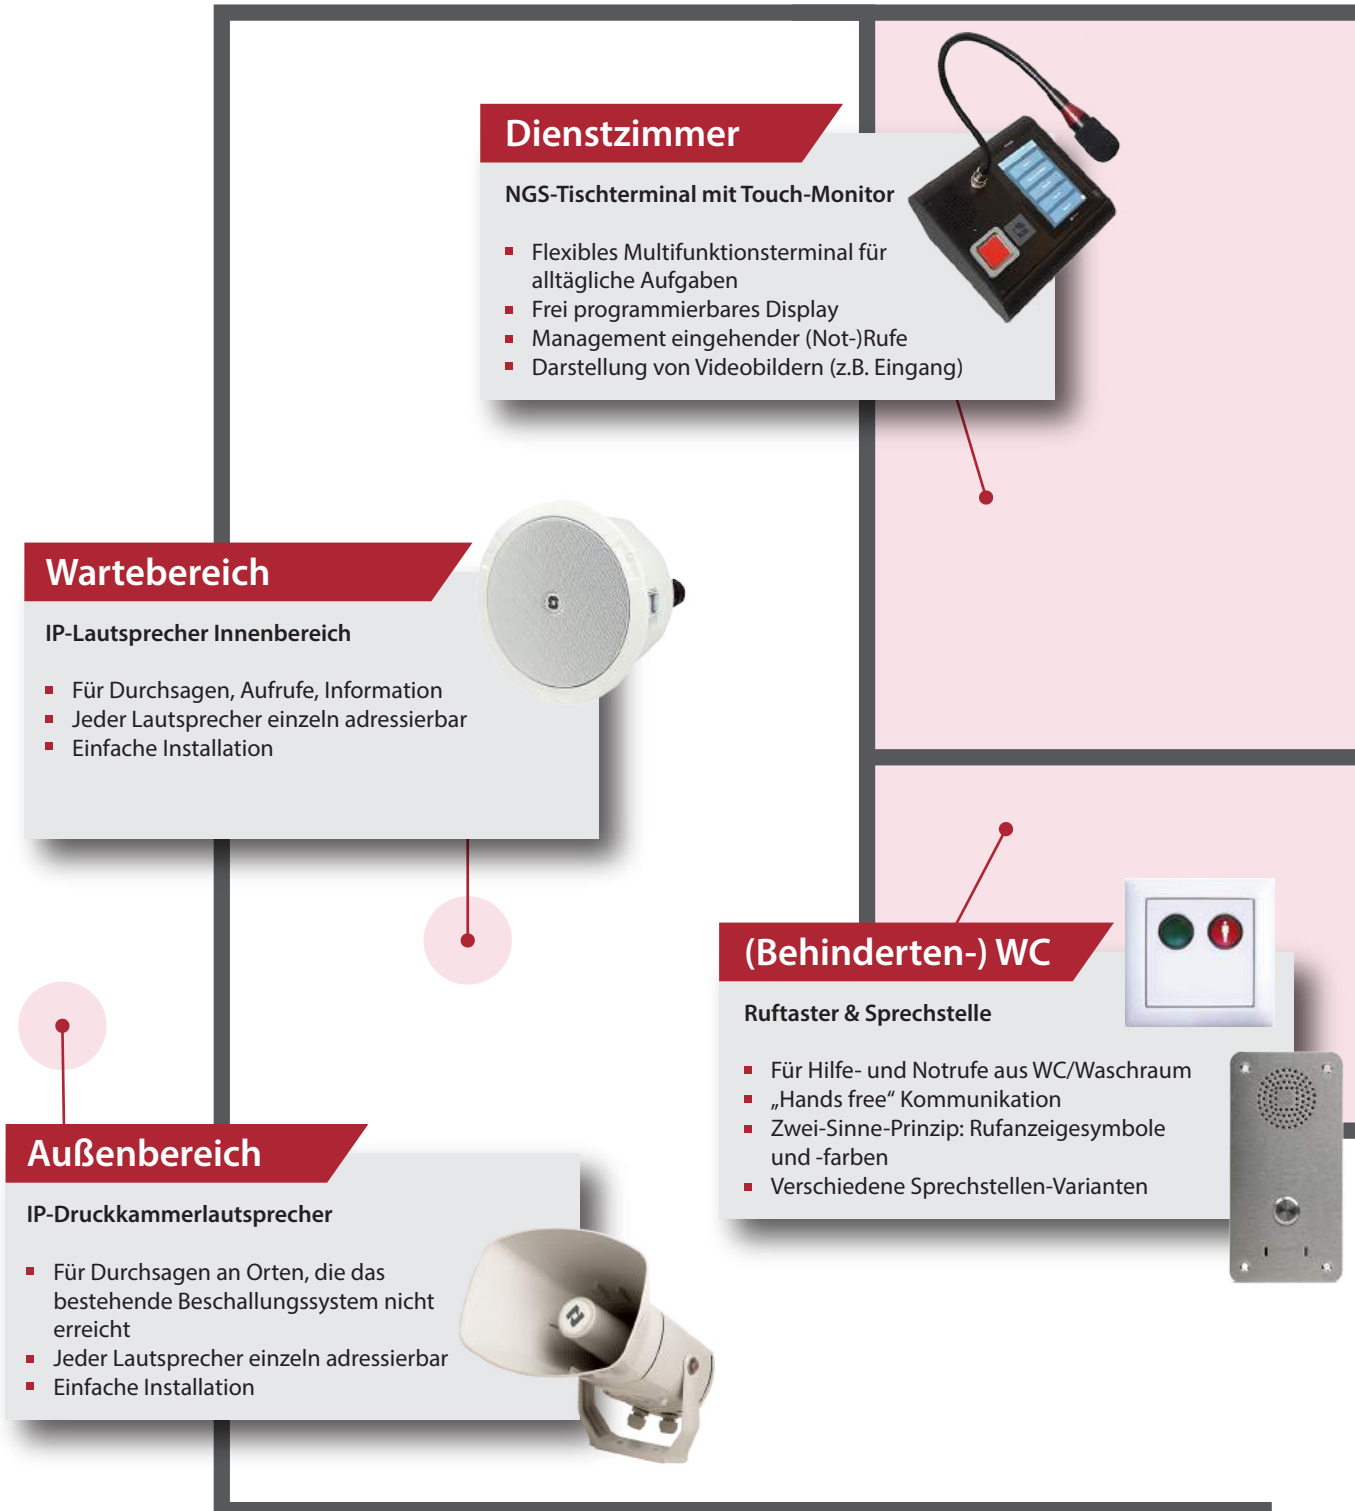 Dienstzimmer
NGS-Tischterminal mit Touch-Monitor
Flexibles Multifunktionsterminal für
alltägliche Aufgaben
Frei programmierbares Display
Management eingehender (Not-)Rufe
Darstellung von Videobildern (z.B. Eingang)
Wartebereich
IP-Lautsprecher Innenbereich
Für Durchsagen, Aufrufe, Information
Jeder Lautsprecher einzeln adressierbar
Einfache Installation
(Behinderten-) WC
Ruftaster & Sprechstelle
Für Hilfe- und Notrufe aus WC/Waschraum
„Hands free“ Kommunikation
Zwei-Sinne-Prinzip: Rufanzeigesymbole
und -farben
Verschiedene Sprechstellen-Varianten
Außenbereich
IP-Druckkammerlautsprecher
Für Durchsagen an Orten, die das
bestehende Beschallungssystem nicht
erreicht
Jeder Lautsprecher einzeln adressierbar
Einfache Installation